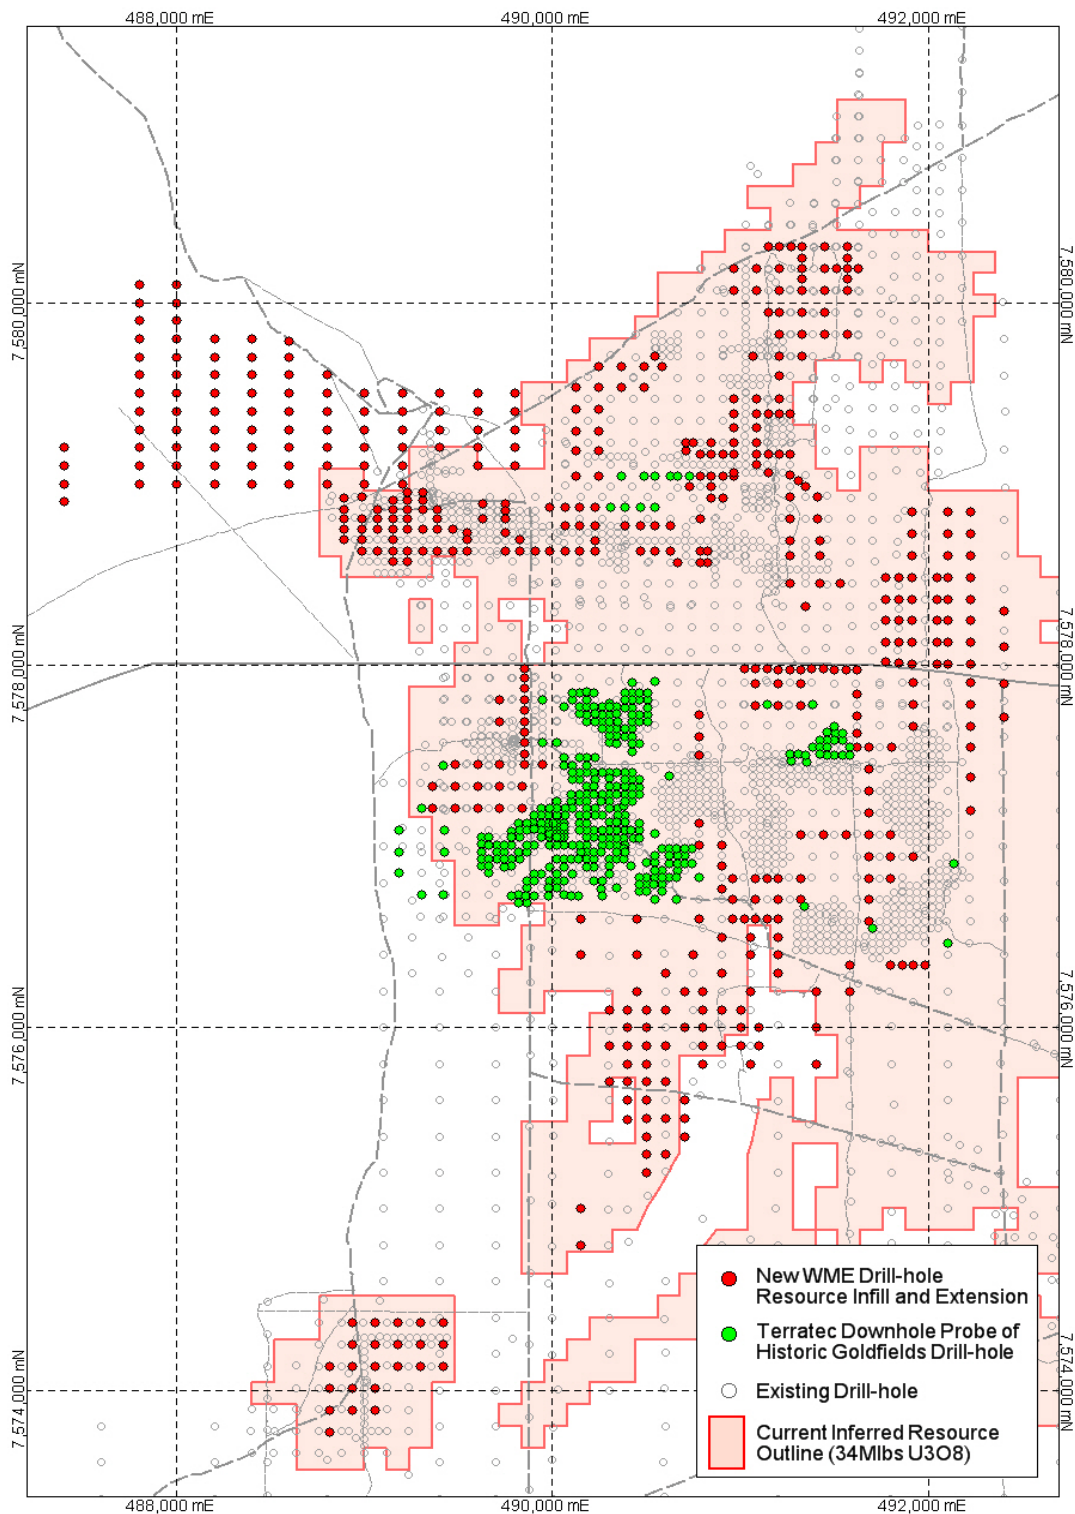 488,000 mE
490,000 mE
492,000 mE
7,580,000 mN
7,580,000 mN
7,578,000 mN
7,578,000 mN
7,576,000 mN
7,576,000 mN
7,574,000 mN
7,574,000 mN
New WME Drill-hole
Resource Infill and Extension
Terratec Downhole Probe of
Historic Goldfields Drill-hole
Existing Drill-hole
Current Inferred Resource
Outline (34Mlbs U3O8)
488,000 mE
490,000 mE
492,000 mE